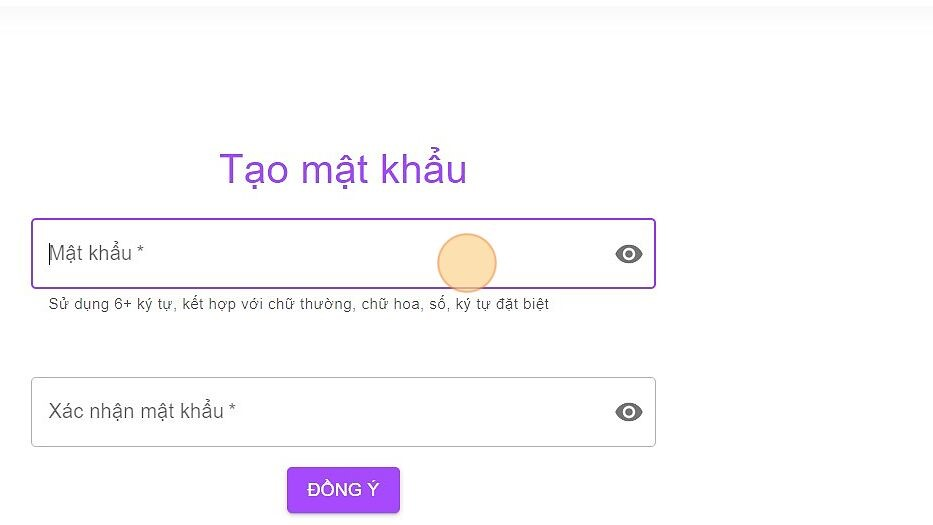 Tạo mật khẩu
Mật khẩu *
Sử dụng 6+ ký tự, kết hợp với chữ thường, chữ hoa, số, ký tự đặt biệt
Xác nhận mật khẩu *
ĐỒNG Ý